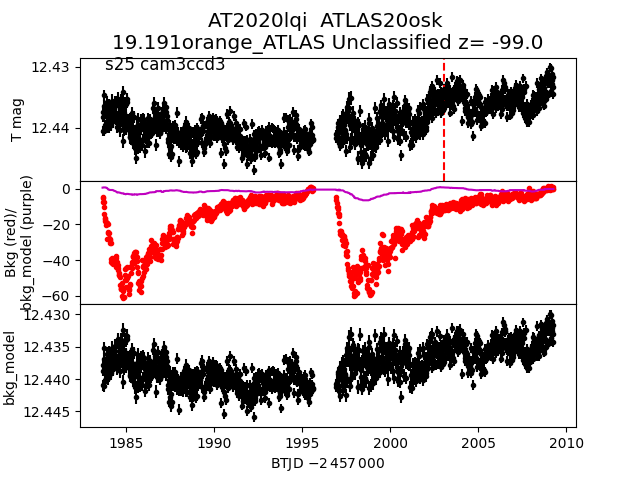 AT2020lqi  ATLAS20osk
19.191orange_ATLAS Unclassified z= -99.0
s25 cam3ccd3
T mag
12.43
12.44
Bkg (red)/
bkg_model (purple)
0
−20
−40
−60
bkg_model
12.430
12.435
12.440
12.445
1985
1990
1995
2000
2005
2010
BTJD −2 457 000